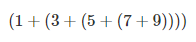 (1 + (3 + (5 + (7 + 9))))